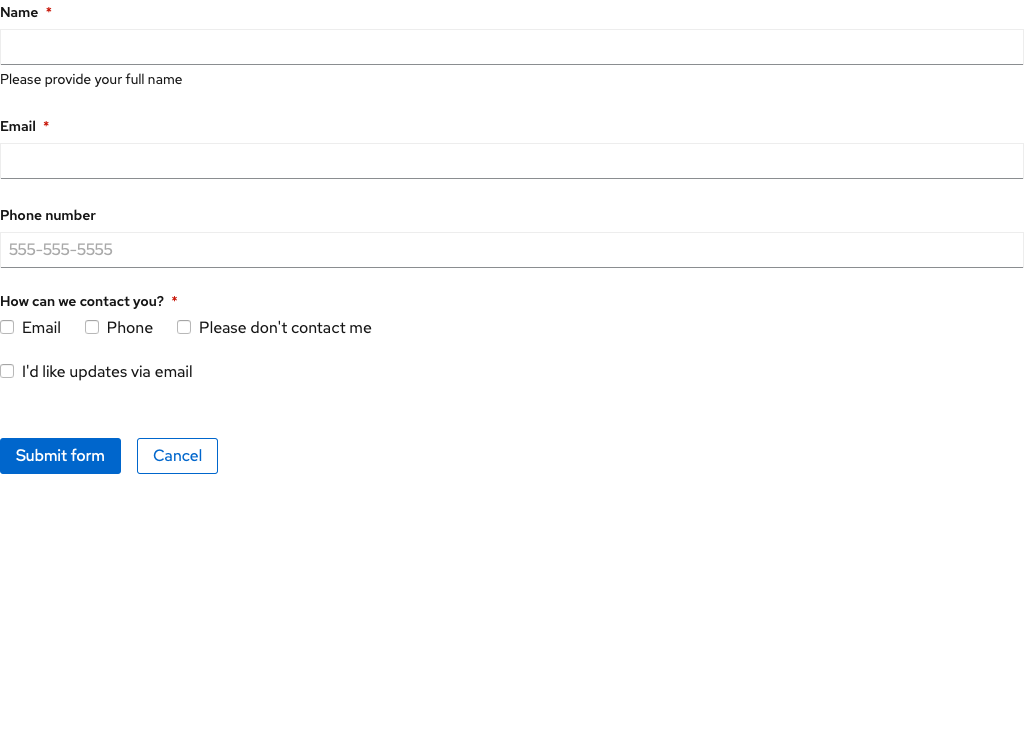 Name *
Please provide your full name
Email *
Phone number
555-555-5555
How can we contact you? *
Email Phone Please don't contact me
I'd like updates via email
Submit form Cancel